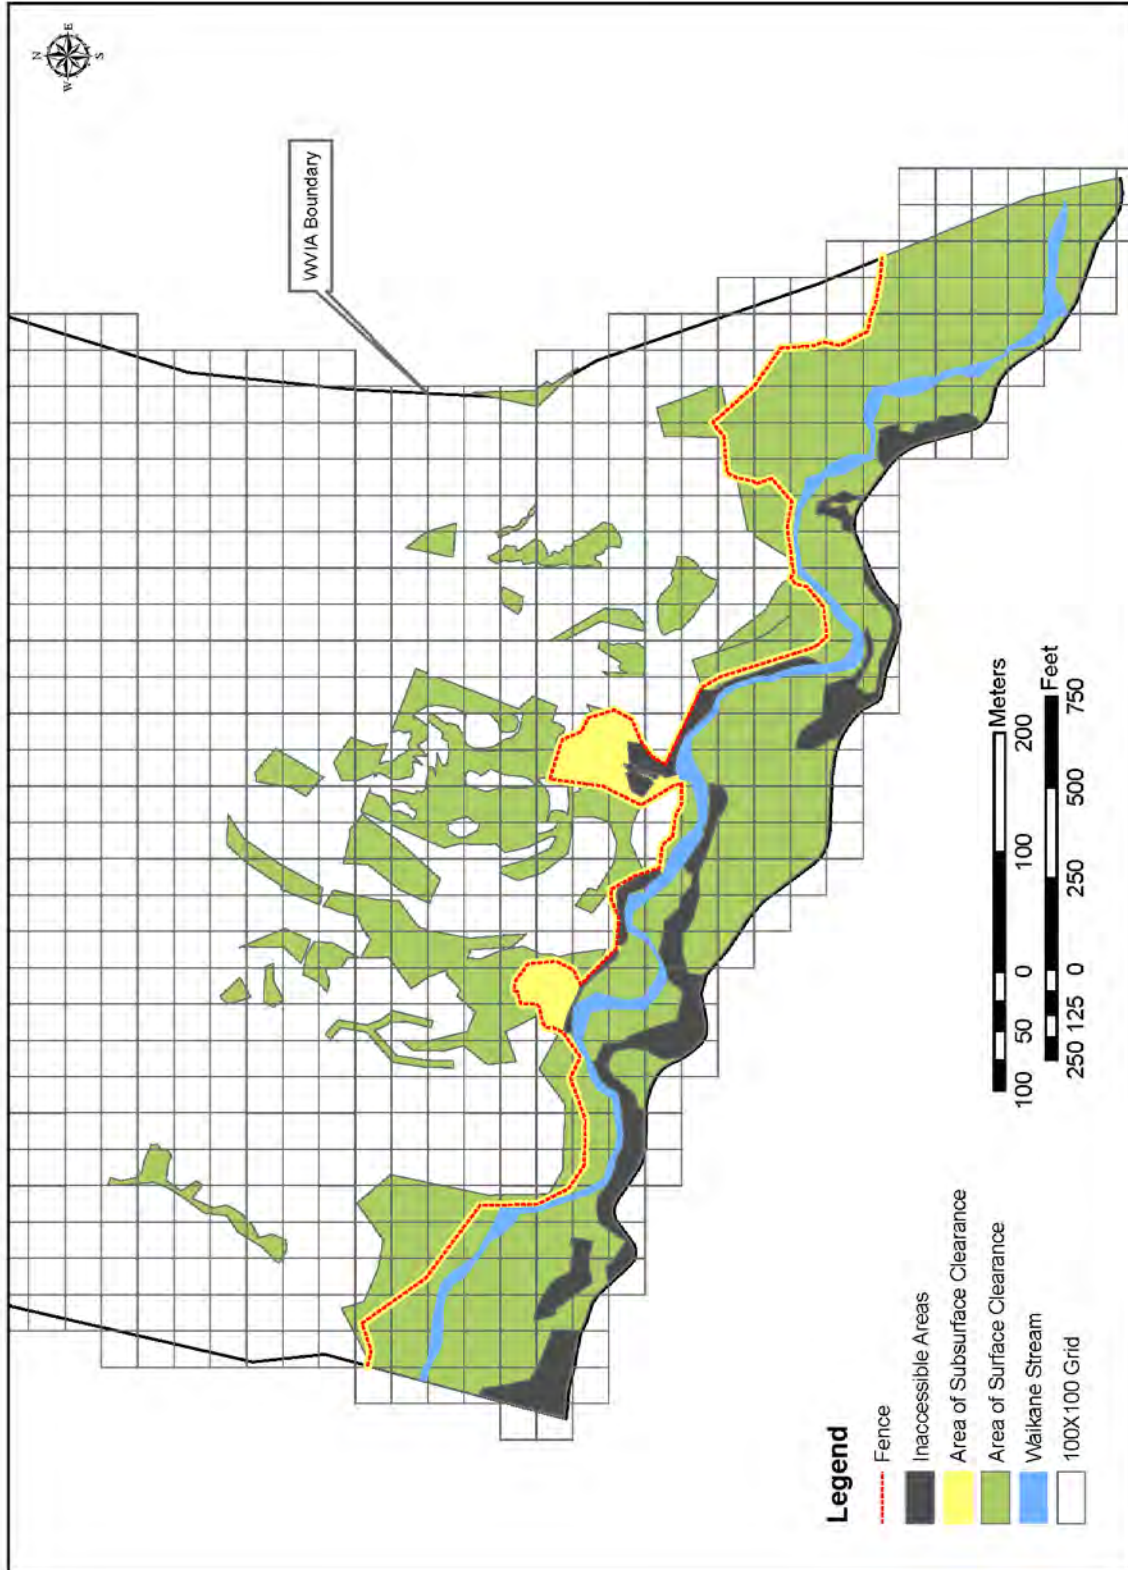 N
E
S
W
WVIA Boundary
Legend
Fence
Inaccessible Areas
Area of Subsurface Clearance
Area of Surface Clearance
Waikane Stream
100X100 Grid
100 50 0 100 200
Meters
250 125 0 250 500 750
Feet